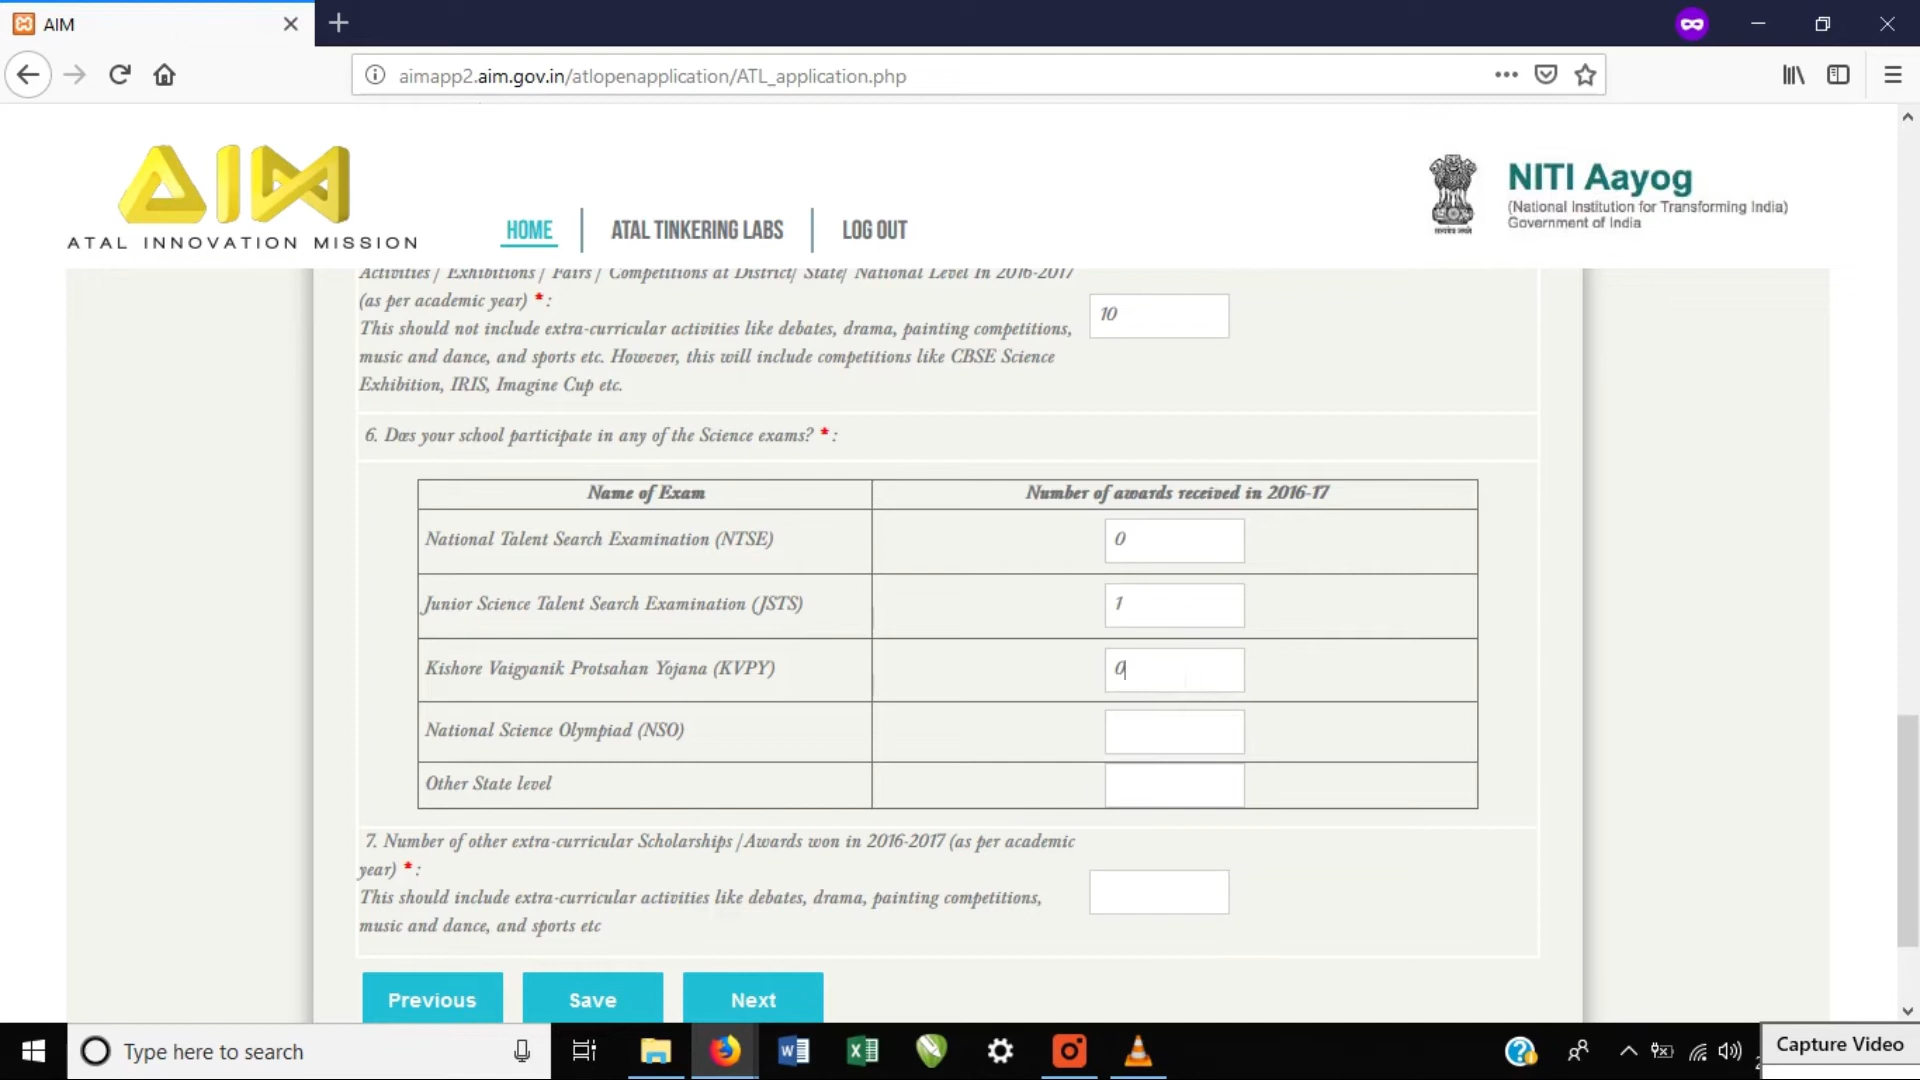 AIM
aimapp2.aim.gov.in/atlopenapplication/ATL_application.php
AIM
ATAL INNOVATION MISSION
HOME
ATAL TINKERING LABS
LOG OUT
NITI Aayog
(National Institution for Transforming India)
Government of India
Activities / Exhibitions / Fairs / Competitions at District/ State/ National Level In 2016-2017
(as per academic year) * :
10
This should not include extra-curricular activities like debates, drama, painting competitions,
music and dance, and sports etc. However, this will include competitions like CBSE Science
Exhibition, IRIS, Imagine Cup etc.
6. Does your school participate in any of the Science exams? * :
Name of Exam
Number of awards received in 2016-17
National Talent Search Examination (NTSE)
0
Junior Science Talent Search Examination (JSTS)
1
Kishore Vaigyanik Protsahan Yojana (KVPY)
0
National Science Olympiad (NSO)
Other State level
7. Number of other extra-curricular Scholarships /Awards won in 2016-2017 (as per academic
year) * :
This should include extra-curricular activities like debates, drama, painting competitions,
music and dance, and sports etc
Previous
Save
Next
Type here to search
Capture Video